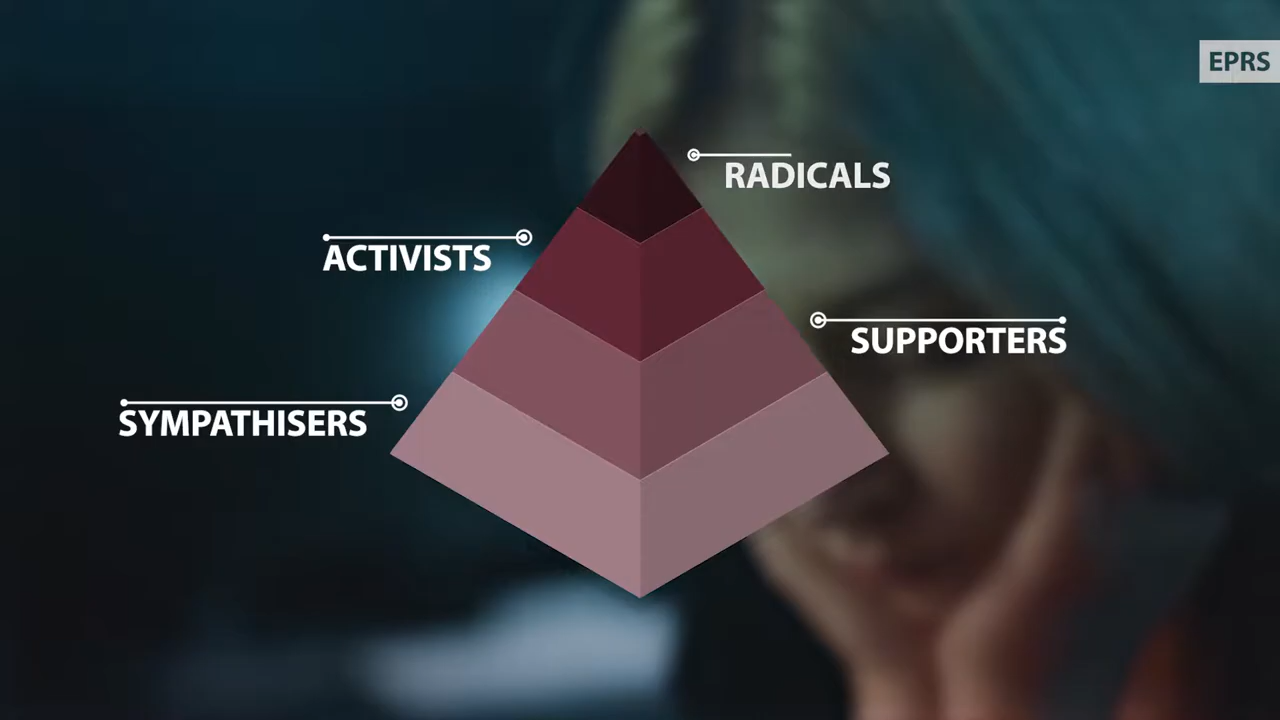 EPRS
RADICALS
ACTIVISTS
SUPPORTERS
SYMPATHISERS